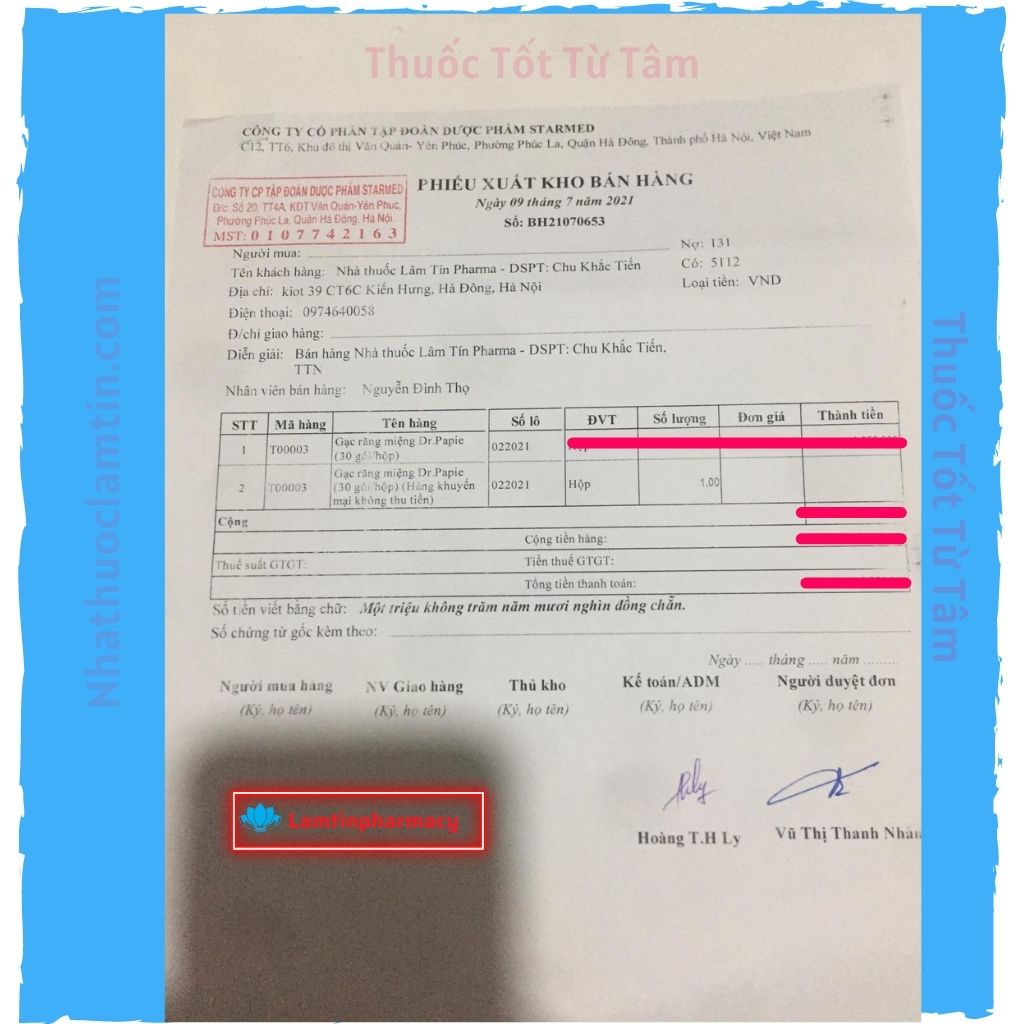 Thuốc Tốt Từ Tâm
CÔNG TY CỔ PHẦN TẬP ĐOÀN DƯỢC PHẨM STARMED
C12, TT6, Khu đô thị Văn Quán- Yên Phúc, Phường Phúc La, Quận Hà Đông, Thành phố Hà Nội, Việt Nam
CÔNG TY CP TẬP ĐOÀN DƯỢC PHẨM STARMED
Đ/c: Số 20, TT4A, KĐT Văn Quán-Yên Phúc,
Phường Phúc La, Quận Hà Đông, Hà Nội.
MST: 0107742163
PHIẾU XUẤT KHO BÁN HÀNG
Ngày 09 tháng 7 năm 2021
Số: BH21070653
Người mua:
Nợ: 131
Tên khách hàng: Nhà thuốc Lâm Tín Pharma - DSPT: Chu Khắc Tiến
Có: 5112
Địa chỉ: kiot 39 CT6C Kiến Hưng, Hà Đông, Hà Nội
Loại tiền: VND
Điện thoại: 0974640058
Đ/chỉ giao hàng:
Diễn giải: Bán hàng Nhà thuốc Lâm Tín Pharma - DSPT: Chu Khắc Tiến,
TTN
Nhân viên bán hàng: Nguyễn Đình Thọ
STT Mã hàng Tên hàng Số lô ĐVT Số lượng Đơn giá Thành tiền
1 T00003 Gạc răng miệng Dr.Papie
(30 gói/hộp) 022021
2 T00003 Gạc răng miệng Dr.Papie
(30 gói/hộp) (Hàng khuyến
mại không thu tiền) 022021 Hộp 1,00
Cộng
Cộng tiền hàng:
Thuế suất GTGT: Tiền thuế GTGT:
Tổng tiền thanh toán:
Số tiền viết bằng chữ: Một triệu không trăm năm mươi nghìn đồng chẵn.
Số chứng từ gốc kèm theo:
Ngày ..... tháng ..... năm .........
Người mua hàng NV Giao hàng Thủ kho Kế toán/ADM Người duyệt đơn
(Ký, họ tên) (Ký, họ tên) (Ký, họ tên) (Ký, họ tên) (Ký, họ tên)
Hoàng T.H Ly Vũ Thị Thanh Nhàn
Lamtinpharmacy
Nhathuoclamtin.com
Thuốc Tốt Từ Tâm